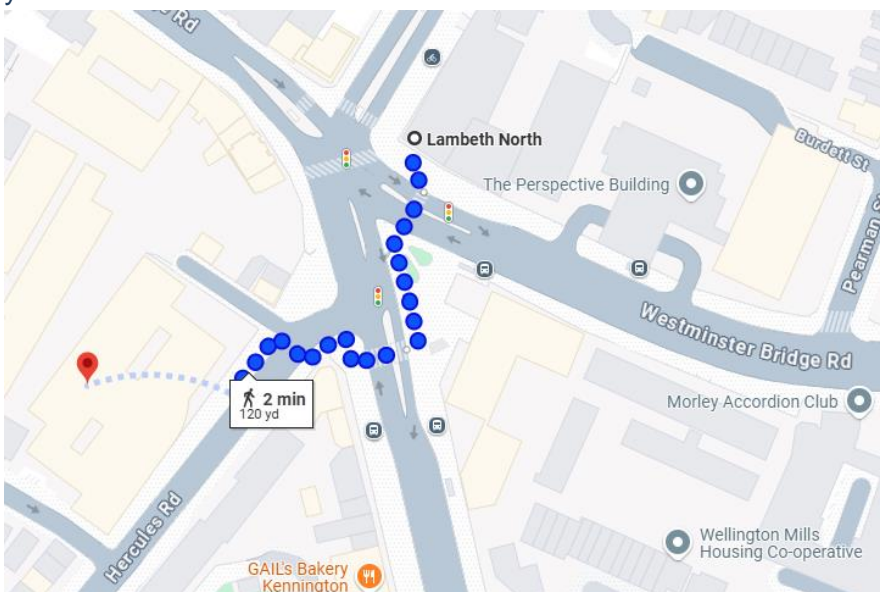 Rd
Lambeth North
Burdett St
The Perspective Building
Westminster Bridge Rd
2 min
120 yd
Morley Accordion Club
Hercules Rd
Wellington Mills
Housing Co-operative
GAIL's Bakery
Kennington